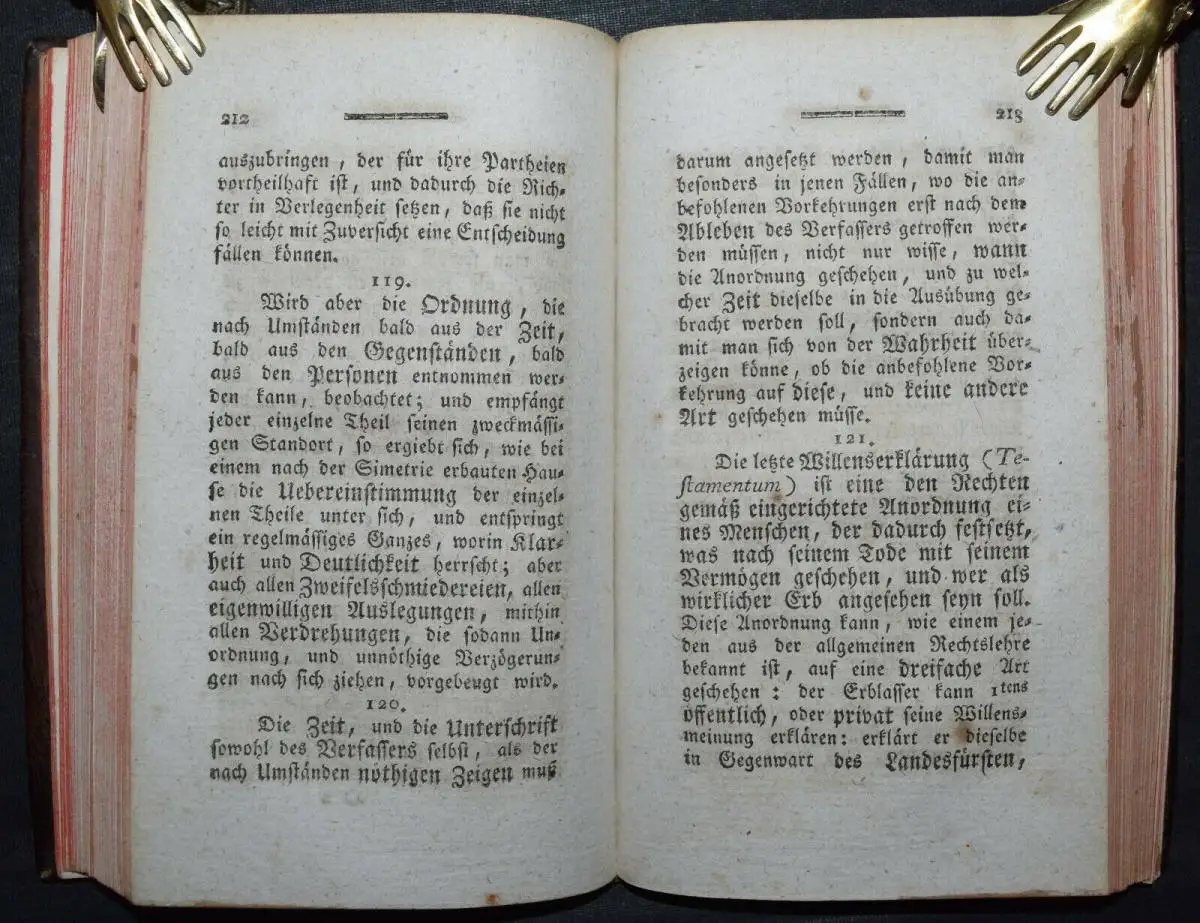 212
auszubringen, der für ihre Partheien
vortheilhaft ist, und dadurch die Rich-
ter in Verlegenheit setzen, daß sie nicht
so leicht mit Zuversicht eine Entscheidung
fällen können.
119.
Wird aber die Ordnung, die
nach Umständen bald aus der Zeit,
bald aus den Gegenständen, bald
aus den Personen entnommen wer-
den kann, beobachtet; und empfängt
jeder einzelne Theil seinen zweckmässi-
gen Standort, so ergiebt sich, wie bei
einem nach der Simetrie erbauten Hau-
se die Uebereinstimmung der einzel-
nen Theile unter sich, und entspringt
ein regelmässiges Ganzes, worin Klar-
heit und Deutlichkeit herrscht; aber
auch allen Zweifelsschmiedereien, allen
eigenwilligen Auslegungen, mithin
allen Verdrehungen, die sodann Un-
ordnung, und unnöthige Verzögerun-
gen nach sich ziehen, vorgebeugt wird.
120.
Die Zeit, und die Unterschrift
sowohl des Verfassers selbst, als der
nach Umständen nöthigen Zeigen muß
213
darum angesetzt werden, damit man
besonders in jenen Fällen, wo die an-
befohlenen Vorkehrungen erst nach dem
Ableben des Verfassers getroffen wer-
den müssen, nicht nur wisse, wann
die Anordnung geschehen, und zu wel-
cher Zeit dieselbe in die Ausübung ge-
bracht werden soll, sondern auch da-
mit man sich von der Wahrheit über-
zeigen könne, ob die anbefohlene Vor-
kehrung auf diese, und keine andere
Art geschehen müsse.
121.
Die letzte Willenserklärung (Te-
stamentum) ist eine den Rechten
gemäß eingerichtete Anordnung ei-
nes Menschen, der dadurch festsetzt,
was nach seinem Tode mit seinem
Vermögen geschehen, und wer als
wirklicher Erb angesehen seyn soll.
Diese Anordnung kann, wie einem je-
den aus der allgemeinen Rechtslehre
bekannt ist, auf eine dreifache Art
geschehen: der Erblasser kann 1tens
öffentlich, oder privat seine Willens-
meinung erklären: erklärt er dieselbe
in Gegenwart des Landesfürsten,